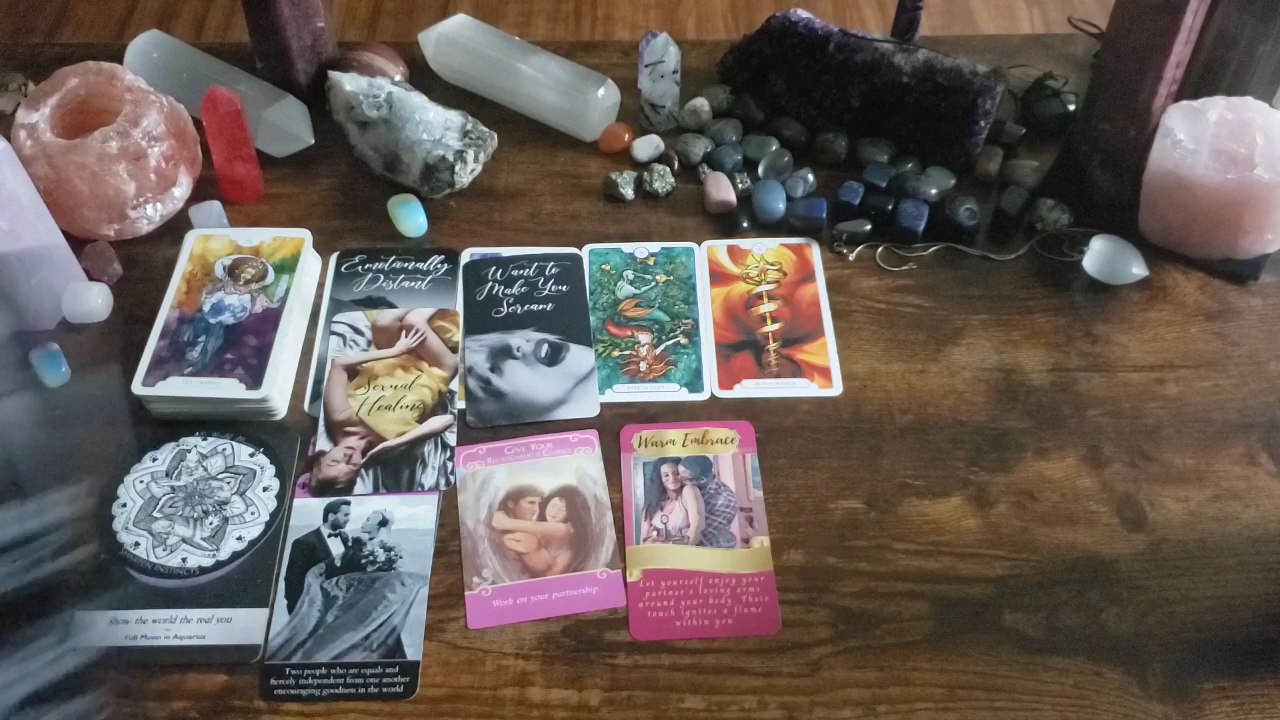 Emotionally
Distant
Want to
Make You
Scream
Sexual
Healing
Give Your
Relationship a Chance
Work on your partnership.
Warm Embrace
Let yourself enjoy your
partner's loving arms
around your body. Their
touch ignites a flame
within you
Show the world the real you
Full Moon in Aquarius
Two people who are equals and
fiercely independent from one another
encouraging goodness in the world